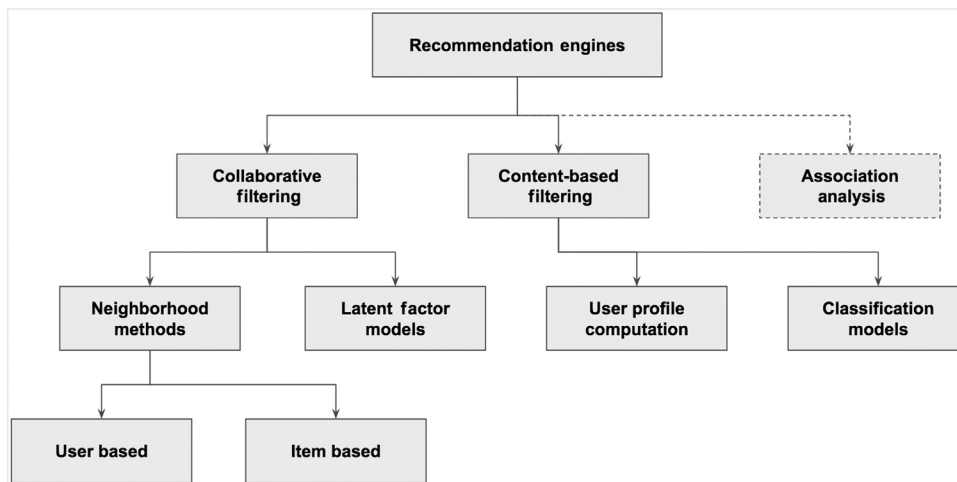 Recommendation engines
Collaborative
filtering
Content-based
filtering
Association
analysis
Neighborhood
methods
Latent factor
models
User profile
computation
Classification
models
User based
Item based